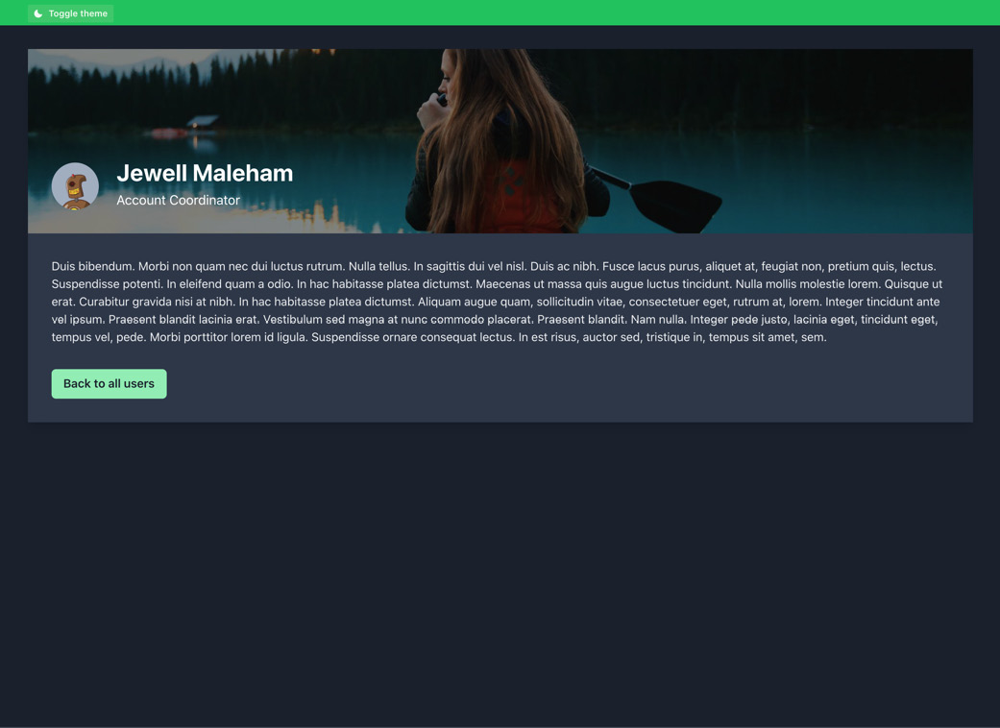 Toggle theme
Jewell Maleham
Account Coordinator
Duis bibendum. Morbi non quam nec dui luctus rutrum. Nulla tellus. In sagittis dui vel nisl. Duis ac nibh. Fusce lacus purus, aliquet at, feugiat non, pretium quis, lectus.
Suspendisse potenti. In eleifend quam a odio. In hac habitasse platea dictumst. Maecenas ut massa quis augue luctus tincidunt. Nulla mollis molestie lorem. Quisque ut
erat. Curabitur gravida nisi at nibh. In hac habitasse platea dictumst. Aliquam augue quam, sollicitudin vitae, consectetuer eget, rutrum at, lorem. Integer tincidunt ante
vel ipsum. Praesent blandit lacinia erat. Vestibulum sed magna at nunc commodo placerat. Praesent blandit. Nam nulla. Integer pede justo, lacinia eget, tincidunt eget,
tempus vel, pede. Morbi porttitor lorem id ligula. Suspendisse ornare consequat lectus. In est risus, auctor sed, tristique in, tempus sit amet, sem.
Back to all users